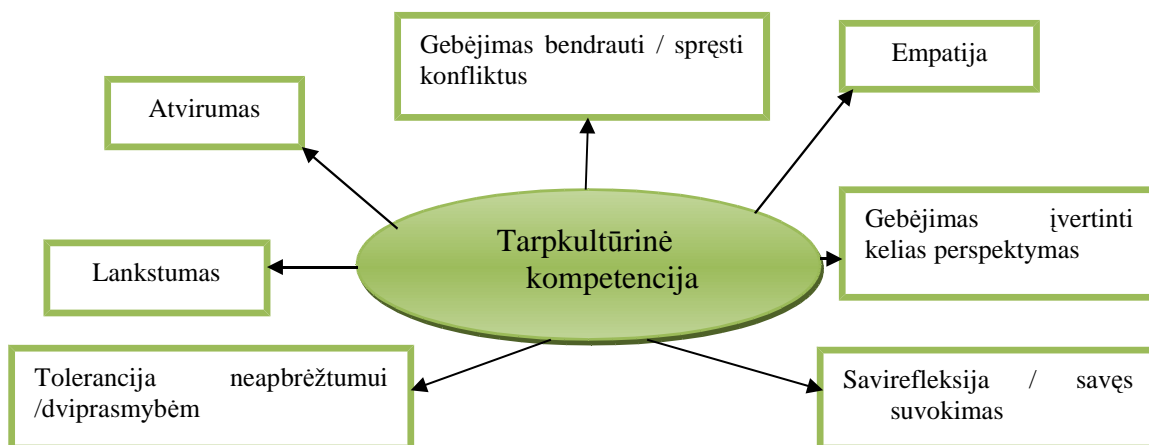 Gebėjimas bendrauti / spręsti
konfliktus
Empatija
Atvirumas
Gebėjimas įvertinti
kelias perspektymas
Tarpkultūrinė
kompetencija
Lankstumas
Tolerancija neapbrėžtumui
/dviprasmybėm
Savirefleksija / savęs
suvokimas